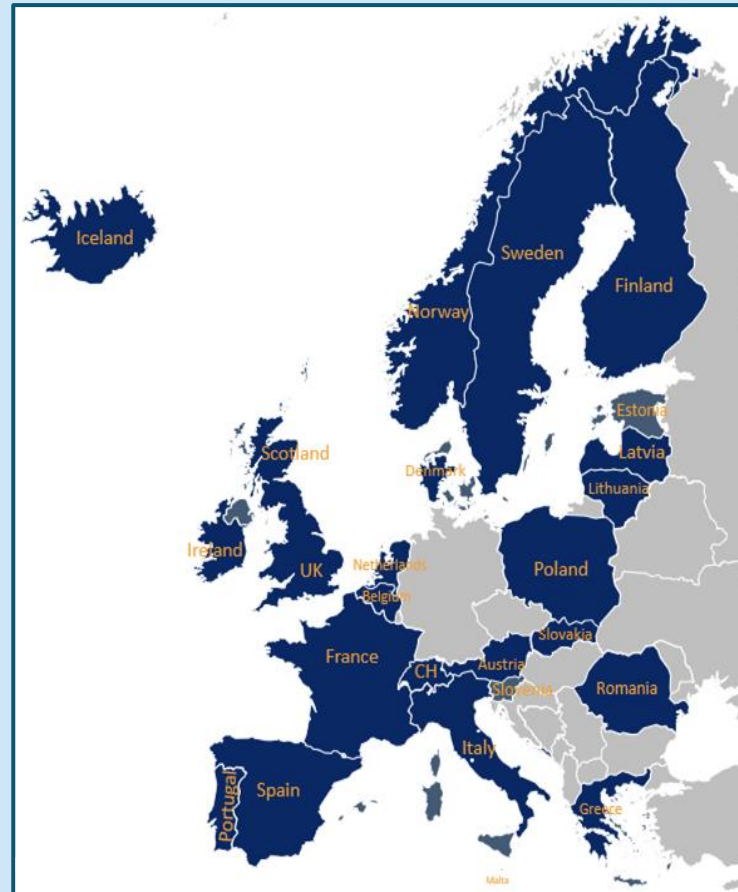 Iceland
Sweden
Finland
Norway
Estonia
Scotland
Latvia
Denmark
Lithuania
Ireland
UK
Netherlands
Poland
Belgium
Slovakia
France
CH
Austria
Slovenia
Romania
Italy
Portugal
Spain
Greece
Malta